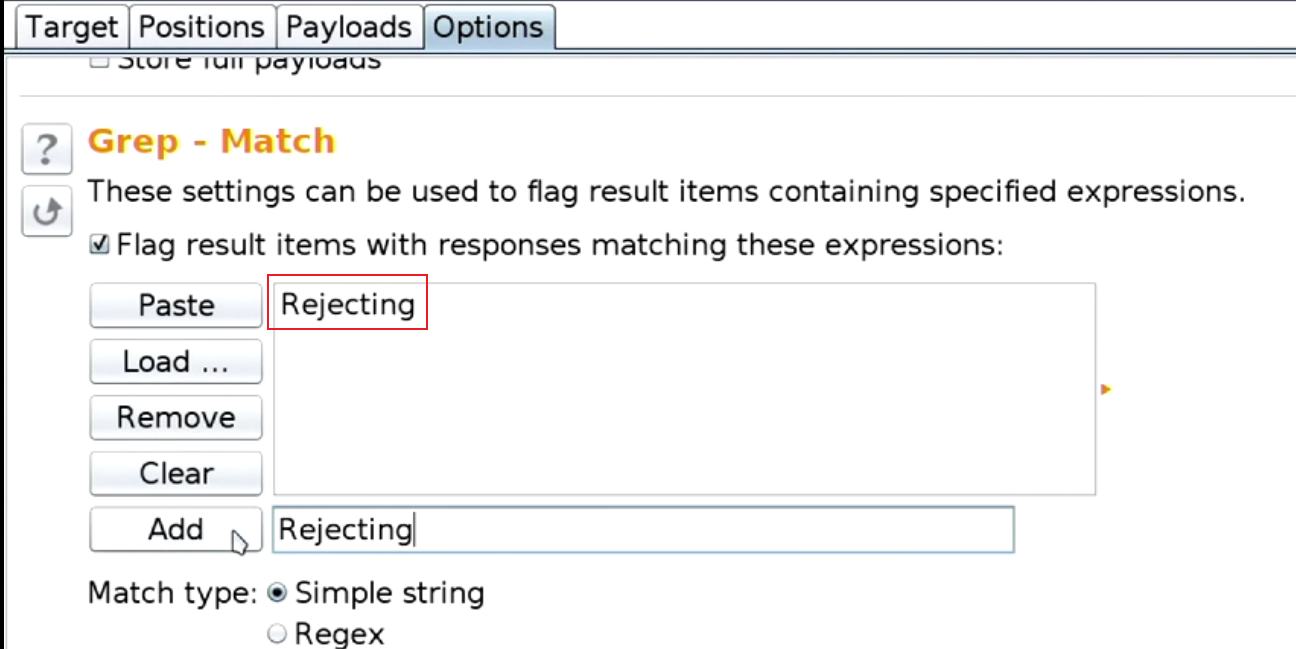 Target Positions Payloads Options
Store full payloads
? Grep - Match
These settings can be used to flag result items containing specified expressions.
Flag result items with responses matching these expressions:
Paste Rejecting
Load ...
Remove
Clear
Add Rejecting
Match type: Simple string
Regex